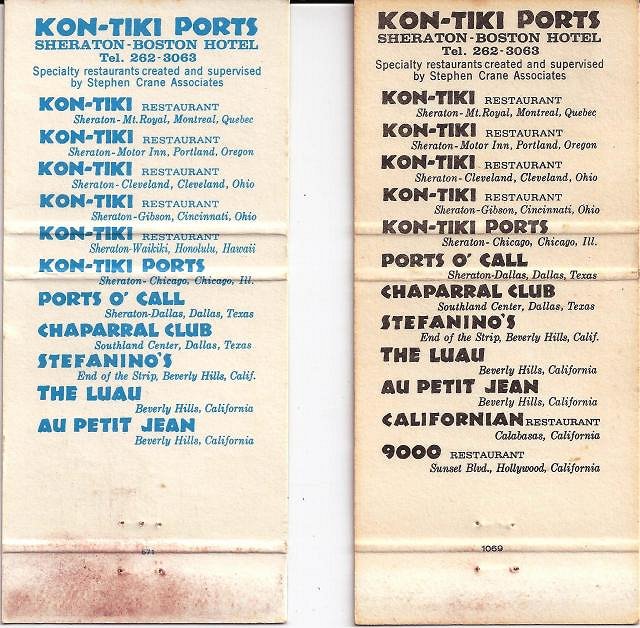 KON-TIKI PORTS
SHERATON-BOSTON HOTEL
Tel. 262-3063
Specialty restaurants created and supervised
by Stephen Crane Associates
KON-TIKI RESTAURANT
Sheraton-Mt.Royal, Montreal, Quebec
KON-TIKI RESTAURANT
Sheraton-Motor Inn, Portland, Oregon
KON-TIKI RESTAURANT
Sheraton-Cleveland, Cleveland, Ohio
KON-TIKI RESTAURANT
Sheraton-Gibson, Cincinnati, Ohio
KON-TIKI RESTAURANT
Sheraton-Waikiki, Honolulu, Hawaii
KON-TIKI PORTS
Sheraton-Chicago, Chicago, Ill.
PORTS O' CALL
Sheraton-Dallas, Dallas, Texas
CHAPARRAL CLUB
Southland Center, Dallas, Texas
STEFANINO'S
End of the Strip, Beverly Hills, Calif.
THE LUAU
Beverly Hills, California
AU PETIT JEAN
Beverly Hills, California
571
KON-TIKI PORTS
SHERATON-BOSTON HOTEL
Tel. 262-3063
Specialty restaurants created and supervised
by Stephen Crane Associates
KON-TIKI RESTAURANT
Sheraton-Mt.Royal, Montreal, Quebec
KON-TIKI RESTAURANT
Sheraton-Motor Inn, Portland, Oregon
KON-TIKI RESTAURANT
Sheraton-Cleveland, Cleveland, Ohio
KON-TIKI RESTAURANT
Sheraton-Gibson, Cincinnati, Ohio
KON-TIKI PORTS
Sheraton-Chicago, Chicago, Ill.
PORTS O' CALL
Sheraton-Dallas, Dallas, Texas
CHAPARRAL CLUB
Southland Center, Dallas, Texas
STEFANINO'S
End of the Strip, Beverly Hills, Calif.
THE LUAU
Beverly Hills, California
AU PETIT JEAN
Beverly Hills, California
CALIFORNIAN RESTAURANT
Calabasas, California
9000 RESTAURANT
Sunset Blvd., Hollywood, California
1069